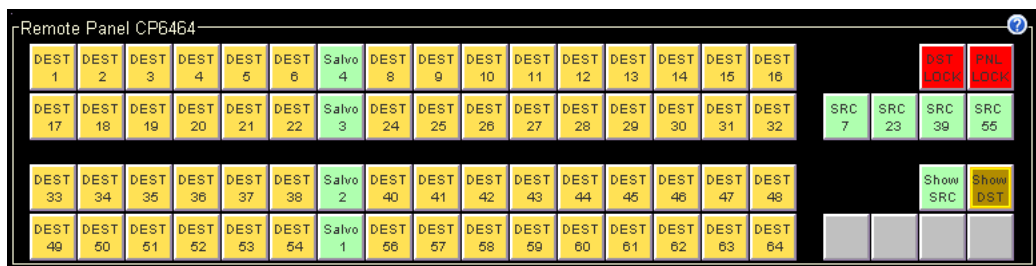 Remote Panel CP6464 ?
DEST DEST DEST DEST DEST DEST Salvo DEST DEST DEST DEST DEST DEST DEST DEST DEST DST PNL
1 2 3 4 5 6 4 8 9 10 11 12 13 14 15 16 LOCK LOCK
DEST DEST DEST DEST DEST DEST Salvo DEST DEST DEST DEST DEST DEST DEST DEST DEST SRC SRC SRC SRC
17 18 19 20 21 22 3 24 25 26 27 28 29 30 31 32 7 23 39 55
DEST DEST DEST DEST DEST DEST Salvo DEST DEST DEST DEST DEST DEST DEST DEST DEST Show Show
33 34 35 36 37 38 2 40 41 42 43 44 45 46 47 48 SRC DST
DEST DEST DEST DEST DEST DEST Salvo DEST DEST DEST DEST DEST DEST DEST DEST DEST
49 50 51 52 53 54 1 56 57 58 59 60 61 62 63 64